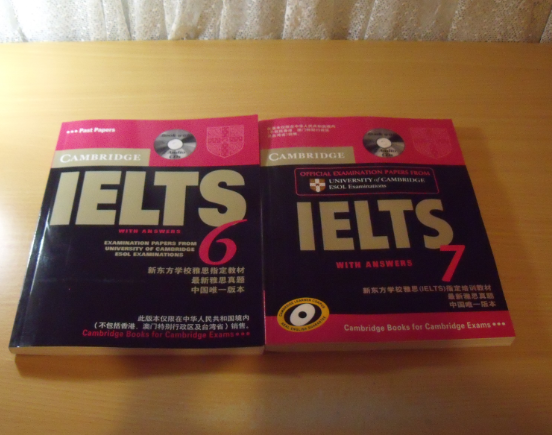 *** Past Papers
CAMBRIDGE
IELTS
6
WITH ANSWERS
EXAMINATION PAPERS FROM
UNIVERSITY OF CAMBRIDGE
ESOL EXAMINATIONS
新东方学校雅思指定教材
最新雅思真题
中国唯一版本
此版本仅限在中华人民共和国境内
(不包括香港、澳门特别行政区及台湾省)销售。
Cambridge Books for Cambridge Exams ***
CAMBRIDGE
OFFICIAL EXAMINATION PAPERS FROM
UNIVERSITY OF CAMBRIDGE
ESOL Examinations
IELTS
7
WITH ANSWERS
新东方学校雅思(IELTS)指定培训教材
最新雅思真题
中国唯一版本
Cambridge Books for Cambridge Exams ***